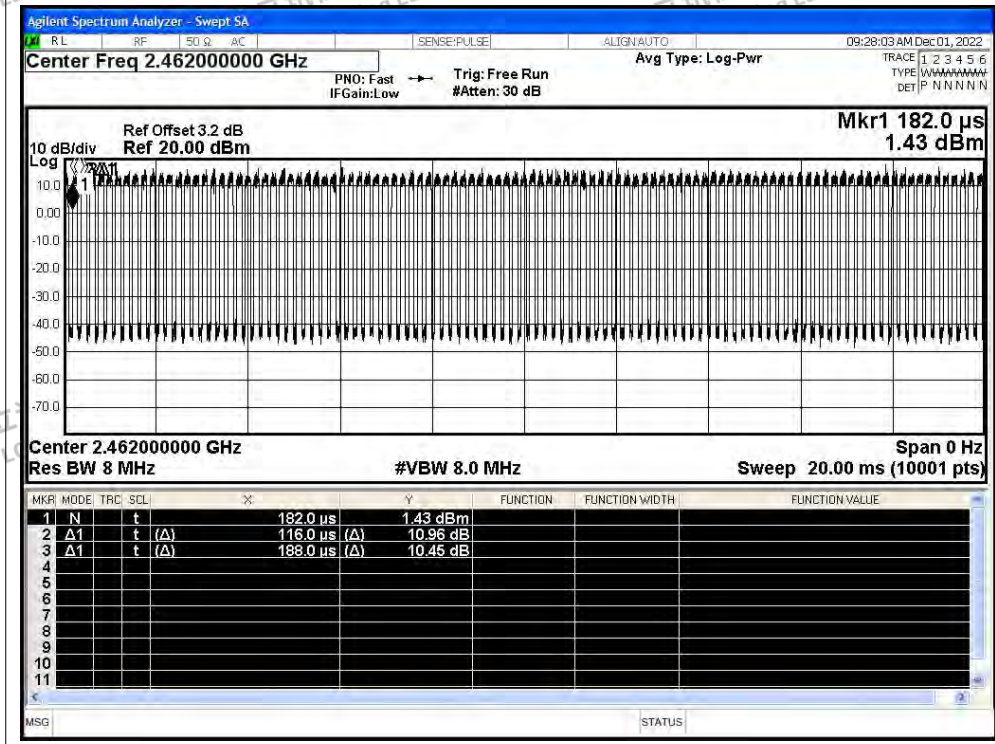 Agilent Spectrum Analyzer - Swept SA
RL RF 50 Ω AC SENSE:PULSE ALIGN AUTO 09:28:03 AM Dec 01, 2022
Center Freq 2.462000000 GHz Avg Type: Log-Pwr TRACE 1 2 3 4 5 6
PNO: Fast Trig: Free Run TYPE WWWWWW
IFGain:Low #Atten: 30 dB DET P N N N N N
Mkr1 182.0 µs
Ref Offset 3.2 dB
10 dB/div Ref 20.00 dBm 1.43 dBm
Log
10.0
0.00
-10.0
-20.0
-30.0
-40.0
-50.0
-60.0
-70.0
Center 2.462000000 GHz Span 0 Hz
Res BW 8 MHz #VBW 8.0 MHz Sweep 20.00 ms (10001 pts)
MKR MODE TRC SCL X Y FUNCTION FUNCTION WIDTH FUNCTION VALUE
1 N t 182.0 µs 1.43 dBm
2 Δ1 t (Δ) 116.0 µs (Δ) 10.96 dB
3 Δ1 t (Δ) 188.0 µs (Δ) 10.45 dB
4
5
6
7
8
9
10
11
MSG STATUS